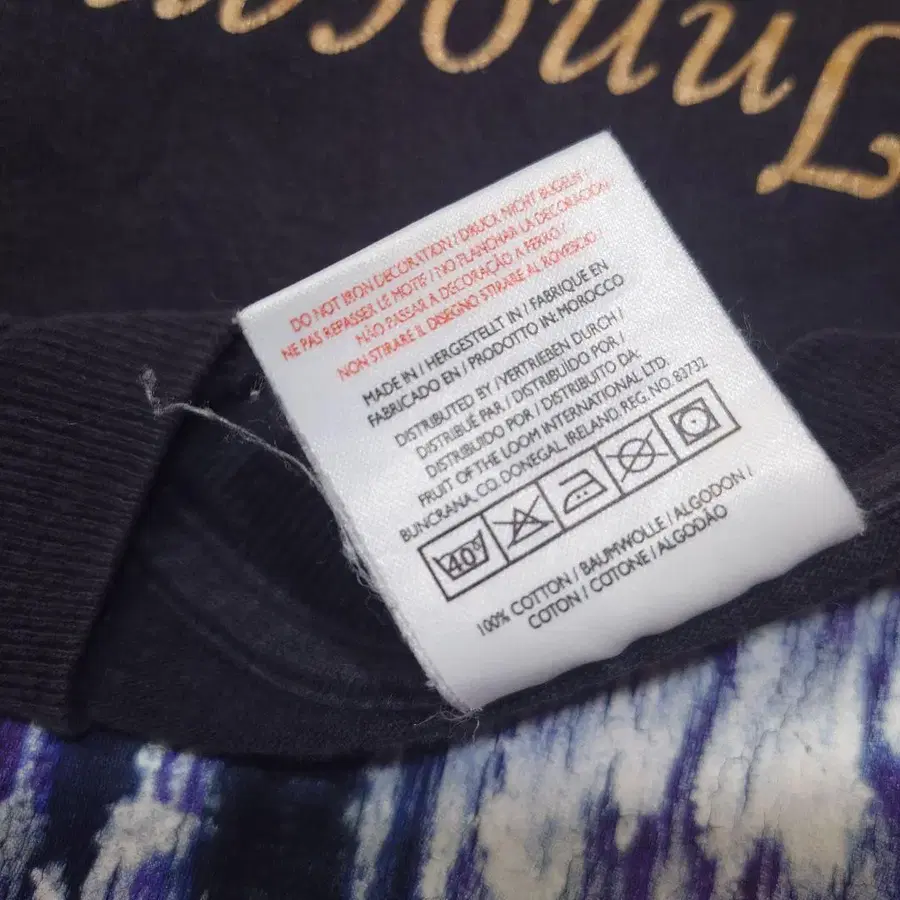 DO NOT IRON DECORATION / DRUCK NICHT BÜGELN /
NE PAS REPASSER LE MOTIF / NO PLANCHAR LA DECORACIÓN
NÃO PASSAR A DECORAÇÃO A FERRO /
NON STIRARE IL DISEGNO STIRARE AL ROVESCIO /
MADE IN / HERGESTELLT IN / FABRIQUE EN
FABRICADO EN / PRODOTTO IN: MOROCCO
DISTRIBUTED BY / VERTRIEBEN DURCH /
DISTRIBUÉ PAR / DISTRIBUÍDO POR /
DISTRIBUIDO POR / DISTRIBUITO DA:
FRUIT OF THE LOOM INTERNATIONAL LTD.
BUNCRANA, CO. DONEGAL, IRELAND, REG. NO. 83732
40°
100% COTTON / BAUMWOLLE / ALGODON /
COTON / COTONE / ALGODÃO